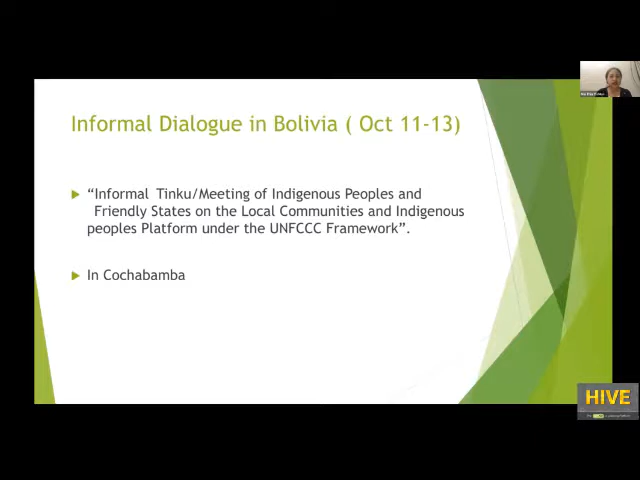 Informal Dialogue in Bolivia ( Oct 11-13)
“Informal Tinku/Meeting of Indigenous Peoples and
Friendly States on the Local Communities and Indigenous
peoples Platform under the UNFCCC Framework”.
In Cochabamba
HIVE